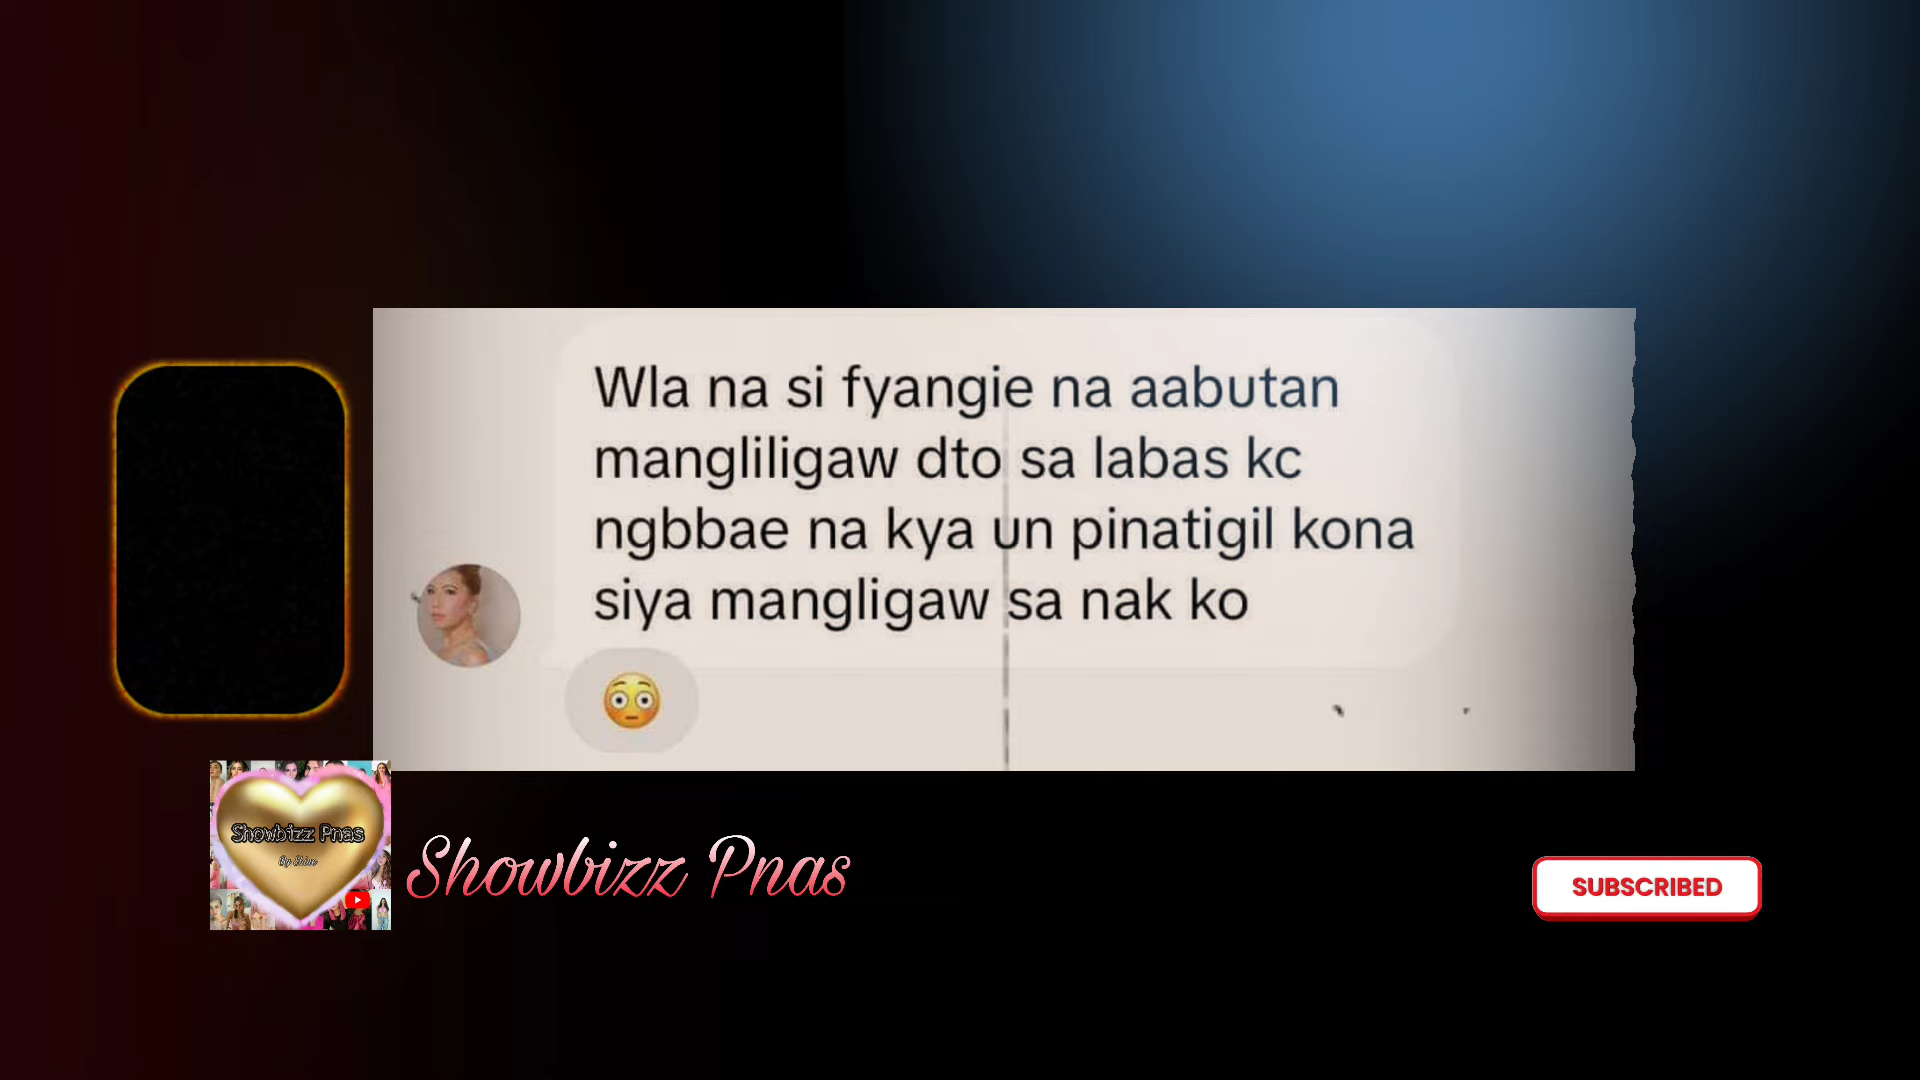 Wla na si fyangie na aabutan
mangliligaw dto sa labas kc
ngbbae na kya un pinatigil kona
siya mangligaw sa nak ko
😳
Showbizz Pnas
Showbizz Pnas
SUBSCRIBED